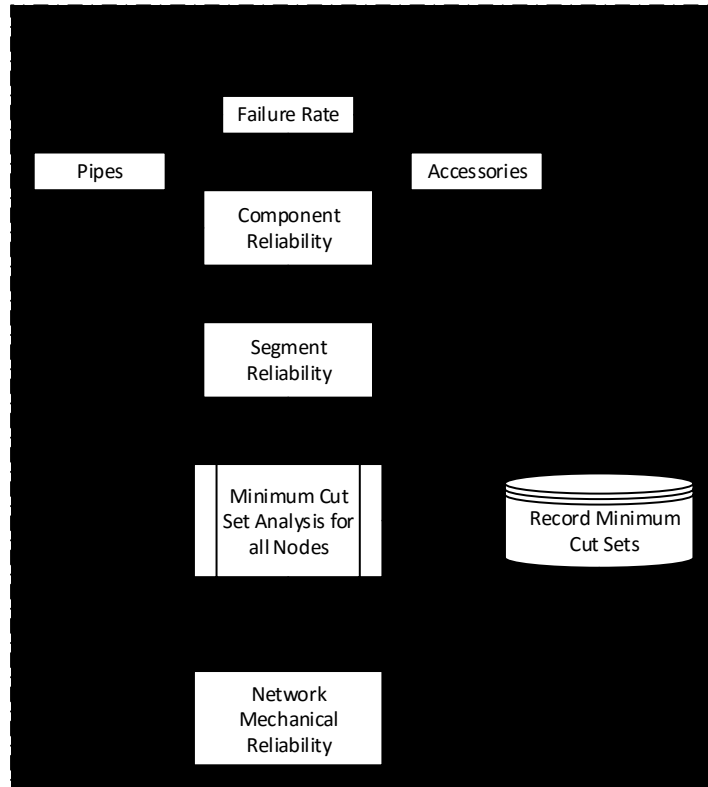 Failure Rate
Pipes
Accessories
Component
Reliability
Segment
Reliability
Minimum Cut
Set Analysis for
all Nodes
Record Minimum
Cut Sets
Network
Mechanical
Reliability